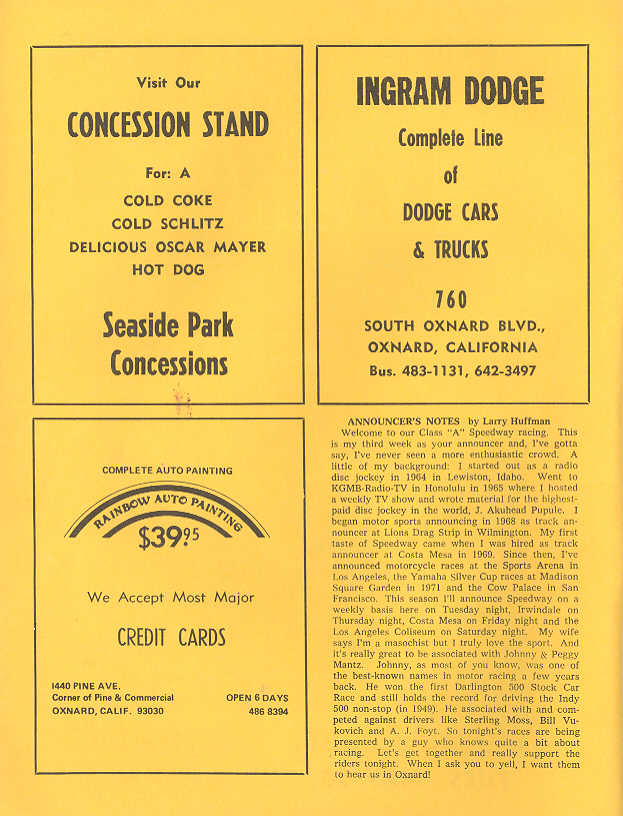 Visit Our
CONCESSION STAND
For: A
COLD COKE
COLD SCHLITZ
DELICIOUS OSCAR MAYER
HOT DOG
Seaside Park
Concessions
INGRAM DODGE
Complete Line
of
DODGE CARS
& TRUCKS
760
SOUTH OXNARD BLVD.,
OXNARD, CALIFORNIA
Bus. 483-1131, 642-3497
COMPLETE AUTO PAINTING
RAINBOW AUTO PAINTING
$39.95
We Accept Most Major
CREDIT CARDS
1440 PINE AVE.
Corner of Pine & Commercial
OXNARD, CALIF. 93030
OPEN 6 DAYS
486 8394
ANNOUNCER'S NOTES by Larry Huffman
Welcome to our Class "A" Speedway racing. This
is my third week as your announcer and, I've gotta
say, I've never seen a more enthusiastic crowd. A
little of my background: I started out as a radio
disc jockey in 1964 in Lewiston, Idaho. Went to
KGMB-Radio-TV in Honolulu in 1965 where I hosted
a weekly TV show and wrote material for the highest-
paid disc jockey in the world, J. Akuhead Pupule. I
began motor sports announcing in 1968 as track an-
nouncer at Lions Drag Strip in Wilmington. My first
taste of Speedway came when I was hired as track
announcer at Costa Mesa in 1969. Since then, I've
announced motorcycle races at the Sports Arena in
Los Angeles, the Yamaha Silver Cup races at Madison
Square Garden in 1971 and the Cow Palace in San
Francisco. This season I'll announce Speedway on a
weekly basis here on Tuesday night, Irwindale on
Thursday night, Costa Mesa on Friday night and the
Los Angeles Coliseum on Saturday night. My wife
says I'm a masochist but I truly love the sport. And
it's really great to be associated with Johnny & Peggy
Mantz. Johnny, as most of you know, was one of
the best-known names in motor racing a few years
back. He won the first Darlington 500 Stock Car
Race and still holds the record for driving the Indy
500 non-stop (in 1949). He associated with and com-
peted against drivers like Sterling Moss, Bill Vu-
kovich and A. J. Foyt. So tonight's races are being
presented by a guy who knows quite a bit about
racing. Let's get together and really support the
riders tonight. When I ask you to yell, I want them
to hear us in Oxnard!